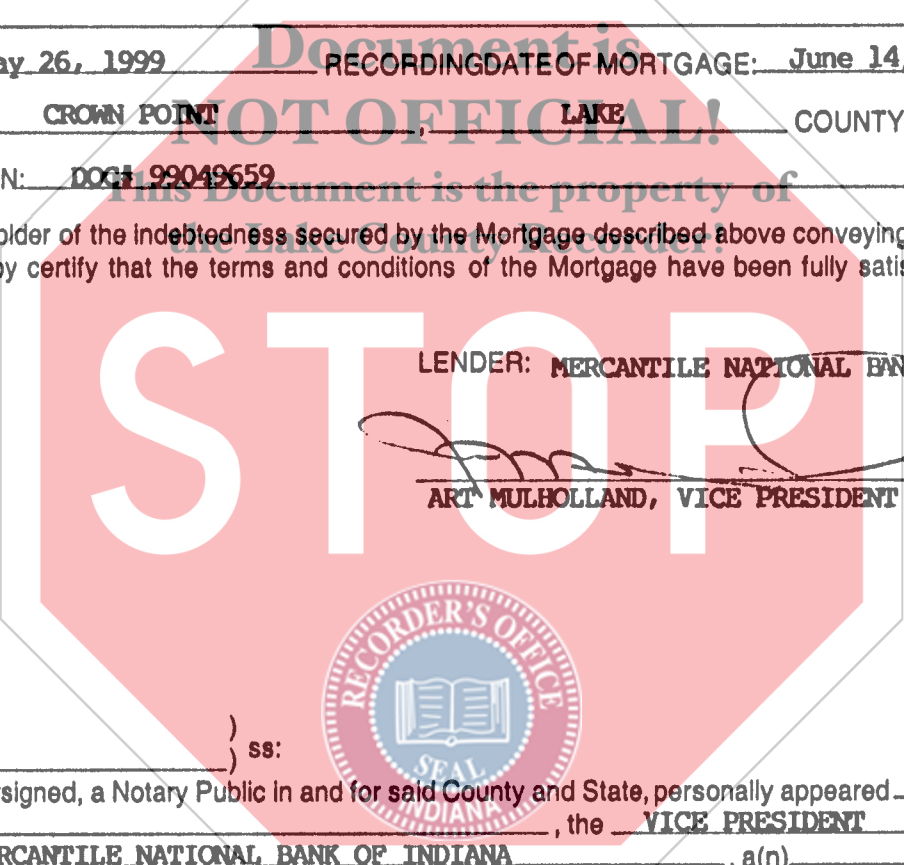 Document is
ay 26, 1999 RECORDINGDATEOFMORTGAGE: June 14,
NOT OFFICIAL!
CROWN POINT , LAKE COUNTY
This Document is the property of
N: DOC# 99049659
the Lake County Recorder!
older of the indebtedness secured by the Mortgage described above conveying
by certify that the terms and conditions of the Mortgage have been fully satis
STOP
LENDER: MERCANTILE NATIONAL BAN
ART MULHOLLAND, VICE PRESIDENT
RECORDER'S OFFICE
SEAL
INDIANA
)
) ss:
rsigned, a Notary Public in and for said County and State, personally appeared
, the VICE PRESIDENT
RCANTILE NATIONAL BANK OF INDIANA , a(n)